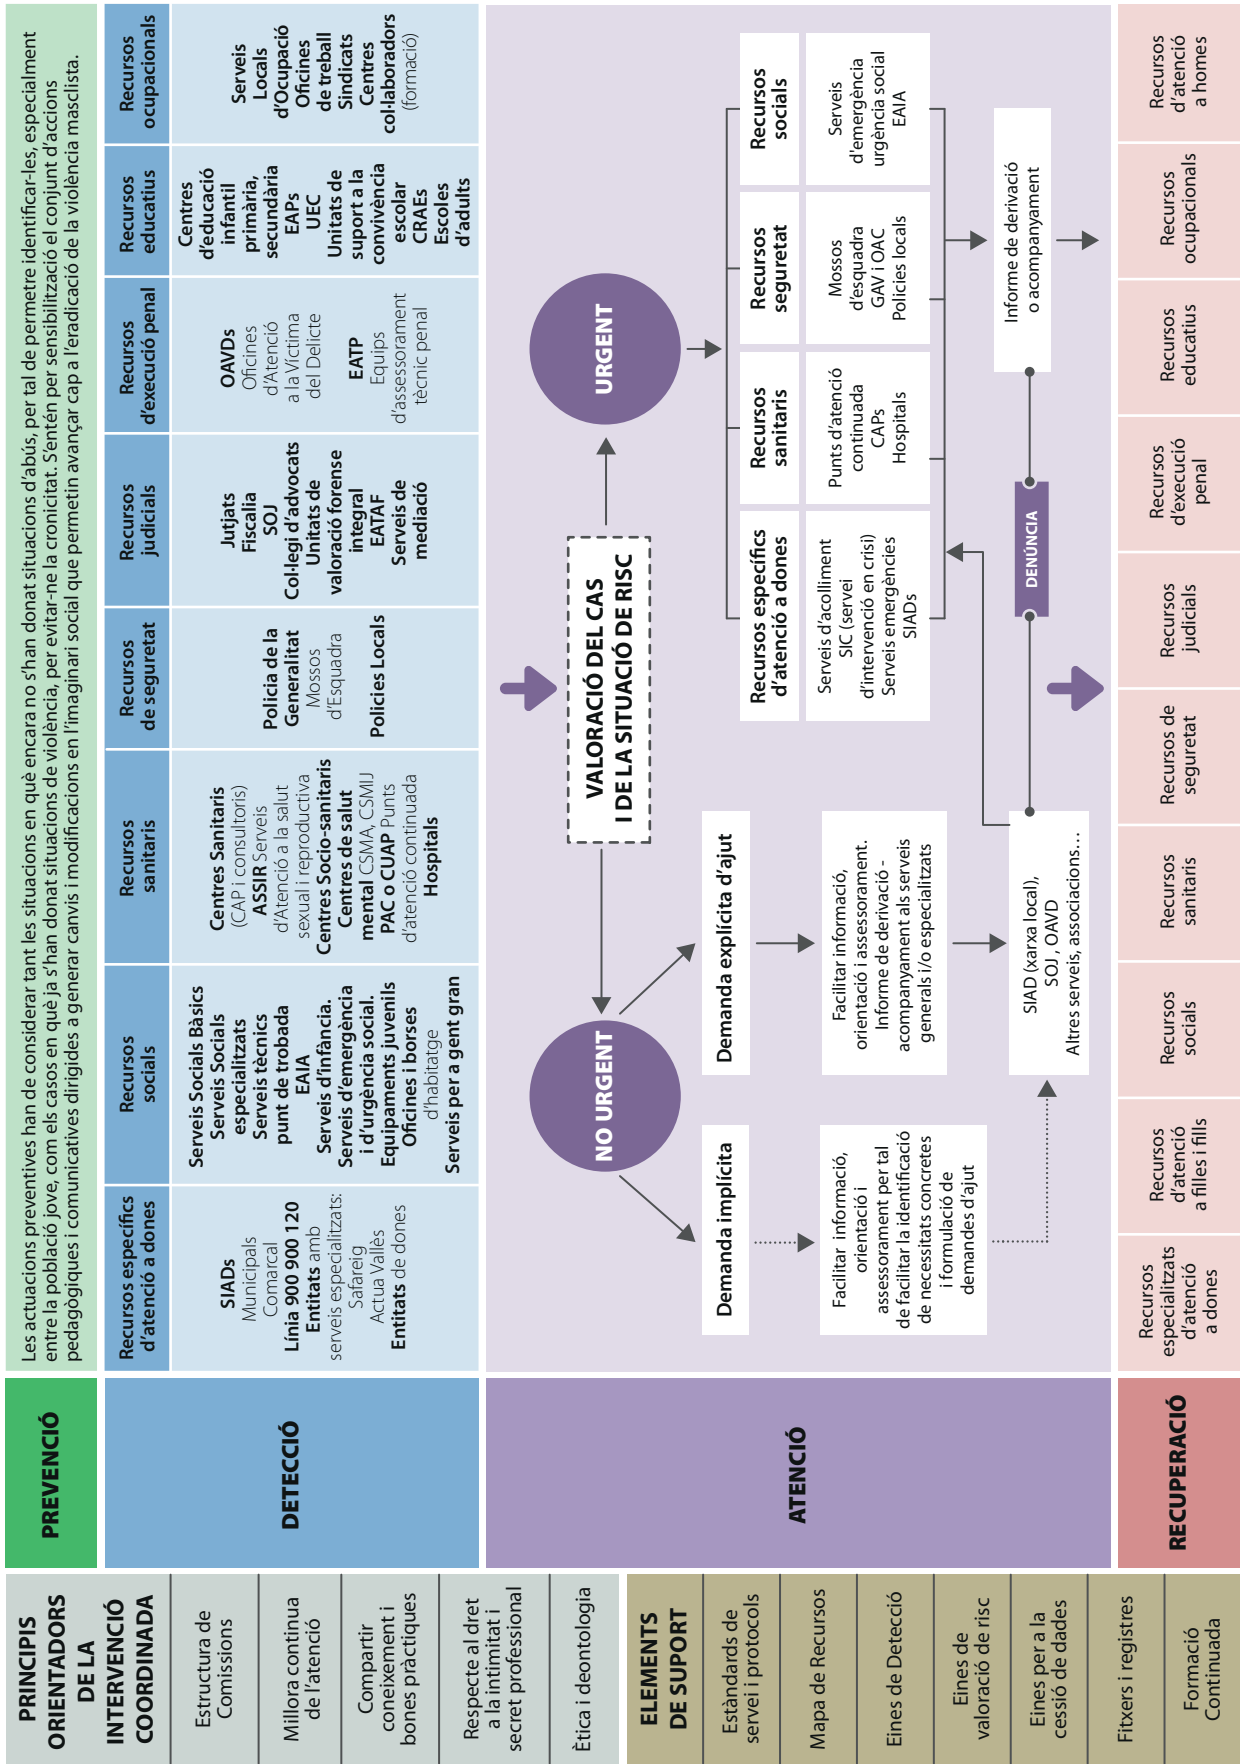 PRINCIPIS
ORIENTADORS
DE LA
INTERVENCIÓ
COORDINADA
Estructura de
Comissions
Millora continua
de l'atenció
Compartir
coneixement i
bones pràctiques
Respecte al dret
a la intimitat i
secret professional
Ètica i deontologia
ELEMENTS
DE SUPORT
Estàndards de
servei i protocols
Mapa de Recursos
Eines de Detecció
Eines de
valoració de risc
Eines per a la
cessió de dades
Fitxers i registres
Formació
Continuada
PREVENCIÓ
Les actuacions preventives han de considerar tant les situacions en què encara no s'han donat situacions d'abús, per tal de permetre identificar-les, especialment
entre la població jove, com els casos en què ja s'han donat situacions de violència, per evitar-ne la cronicitat. S'entén per sensibilització el conjunt d'accions
pedagògiques i comunicatives dirigides a generar canvis i modificacions en l'imaginari social que permetin avançar cap a l'eradicació de la violència masclista.
DETECCIÓ
Recursos específics
d'atenció a dones
SIADs
Municipals
Comarcal
Línia 900 900 120
Entitats amb
serveis especialitzats:
Safareig
Actua Vallès
Entitats de dones
Recursos
socials
Serveis Socials Bàsics
Serveis Socials
especialitzats
Serveis tècnics
punt de trobada
EAIA
Serveis d'infància.
Serveis d'emergència
i d'urgència social.
Equipaments juvenils
Oficines i borses
d'habitatge
Serveis per a gent gran
Recursos
sanitaris
Centres Sanitaris
(CAP i consultoris)
ASSIR Serveis
d'Atenció a la salut
sexual i reproductiva
Centres Socio-sanitaris
Centres de salut
mental CSMA, CSMIJ
PAC o CUAP Punts
d'atenció continuada
Hospitals
Recursos
de seguretat
Policia de la
Generalitat
Mossos
d'Esquadra
Policies Locals
Recursos
judicials
Jutjats
Fiscalia
SOJ
Col·legi d'advocats
Unitats de
valoració forense
integral
EATAF
Serveis de
mediació
Recursos
d'execució penal
OAVDs
Oficines
d'Atenció
a la Víctima
del Delicte
EATP
Equips
d'assessorament
tècnic penal
Recursos
educatius
Centres
d'educació
infantil
primària,
secundària
EAPs
UEC
Unitats de
suport a la
convivència
escolar
CRAEs
Escoles
d'adults
Recursos
ocupacionals
Serveis
Locals
d'Ocupació
Oficines
de treball
Sindicats
Centres
col·laboradors
(formació)
ATENCIÓ
VALORACIÓ DEL CAS
I DE LA SITUACIÓ DE RISC
NO URGENT
URGENT
Demanda implícita
Facilitar informació,
orientació i
assessorament per tal
de facilitar la identificació
de necessitats concretes
i formulació de
demandes d'ajut
Demanda explícita d'ajut
Facilitar informació,
orientació i assessorament.
Informe de derivació -
acompanyament als serveis
generals i/o especialitzats
SIAD (xarxa local),
SOJ , OAVD
Altres serveis, associacions…
Recursos específics
d'atenció a dones
Serveis d'acolliment
SIC (servei
d'intervenció en crisi)
Serveis emergències
SIADs
Recursos
sanitaris
Punts d'atenció
continuada
CAPs
Hospitals
Recursos
seguretat
Mossos
d'esquadra
GAV i OAC
Policies locals
Recursos
socials
Serveis
d'emergència
urgència social
EAIA
DENÚNCIA
Informe de derivació
o acompanyament
RECUPERACIÓ
Recursos
especialitzats
d'atenció
a dones
Recursos
d'atenció
a filles i fills
Recursos
socials
Recursos
sanitaris
Recursos de
seguretat
Recursos
judicials
Recursos
d'execució
penal
Recursos
educatius
Recursos
ocupacionals
Recursos
d'atenció
a homes